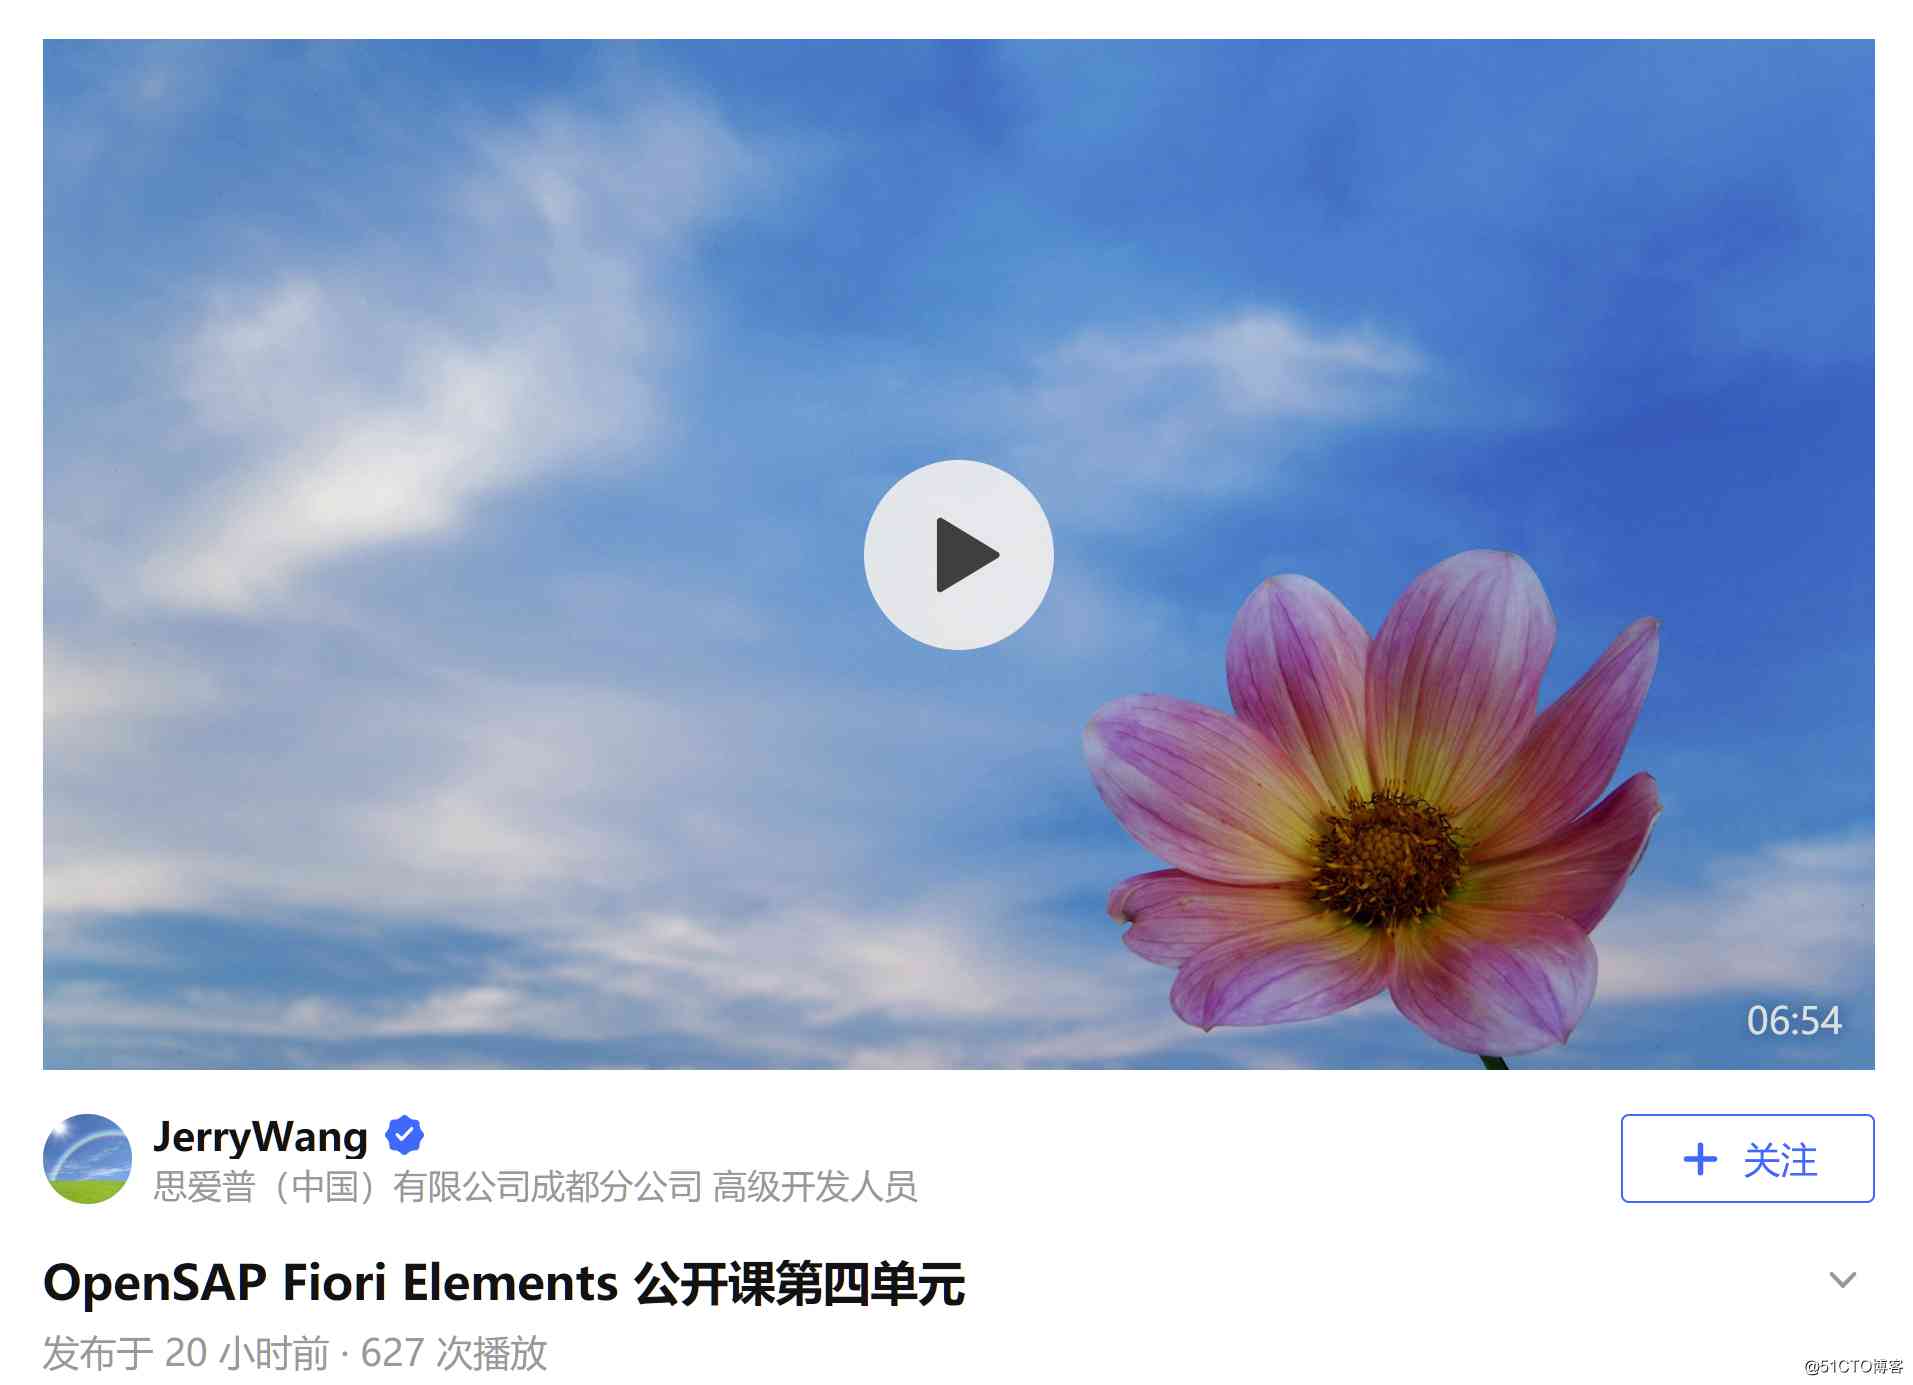 06:54
JerryWang
思爱普（中国）有限公司成都分公司 高级开发人员
关注
OpenSAP Fiori Elements 公开课第四单元
发布于 20 小时前 · 627 次播放
@51CTO博客